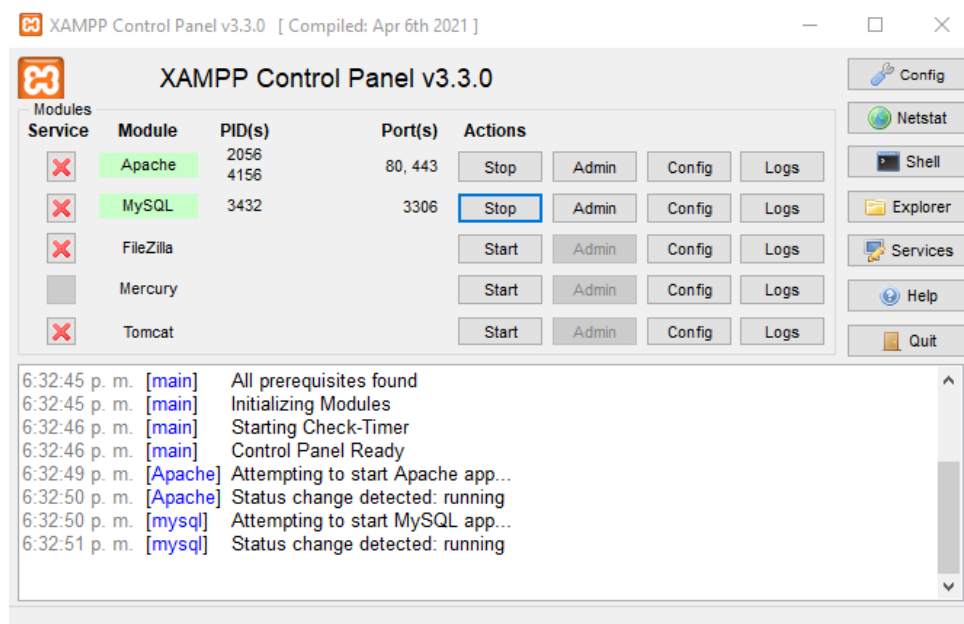 XAMPP Control Panel v3.3.0 [ Compiled: Apr 6th 2021 ]
XAMPP Control Panel v3.3.0
Config
Modules
Service Module PID(s) Port(s) Actions
Netstat
Apache 2056 4156 80, 443 Stop Admin Config Logs
Shell
MySQL 3432 3306 Stop Admin Config Logs
Explorer
FileZilla Start Admin Config Logs
Services
Mercury Start Admin Config Logs
Help
Tomcat Start Admin Config Logs
Quit
6:32:45 p. m. [main] All prerequisites found
6:32:45 p. m. [main] Initializing Modules
6:32:46 p. m. [main] Starting Check-Timer
6:32:46 p. m. [main] Control Panel Ready
6:32:49 p. m. [Apache] Attempting to start Apache app...
6:32:50 p. m. [Apache] Status change detected: running
6:32:50 p. m. [mysql] Attempting to start MySQL app...
6:32:51 p. m. [mysql] Status change detected: running